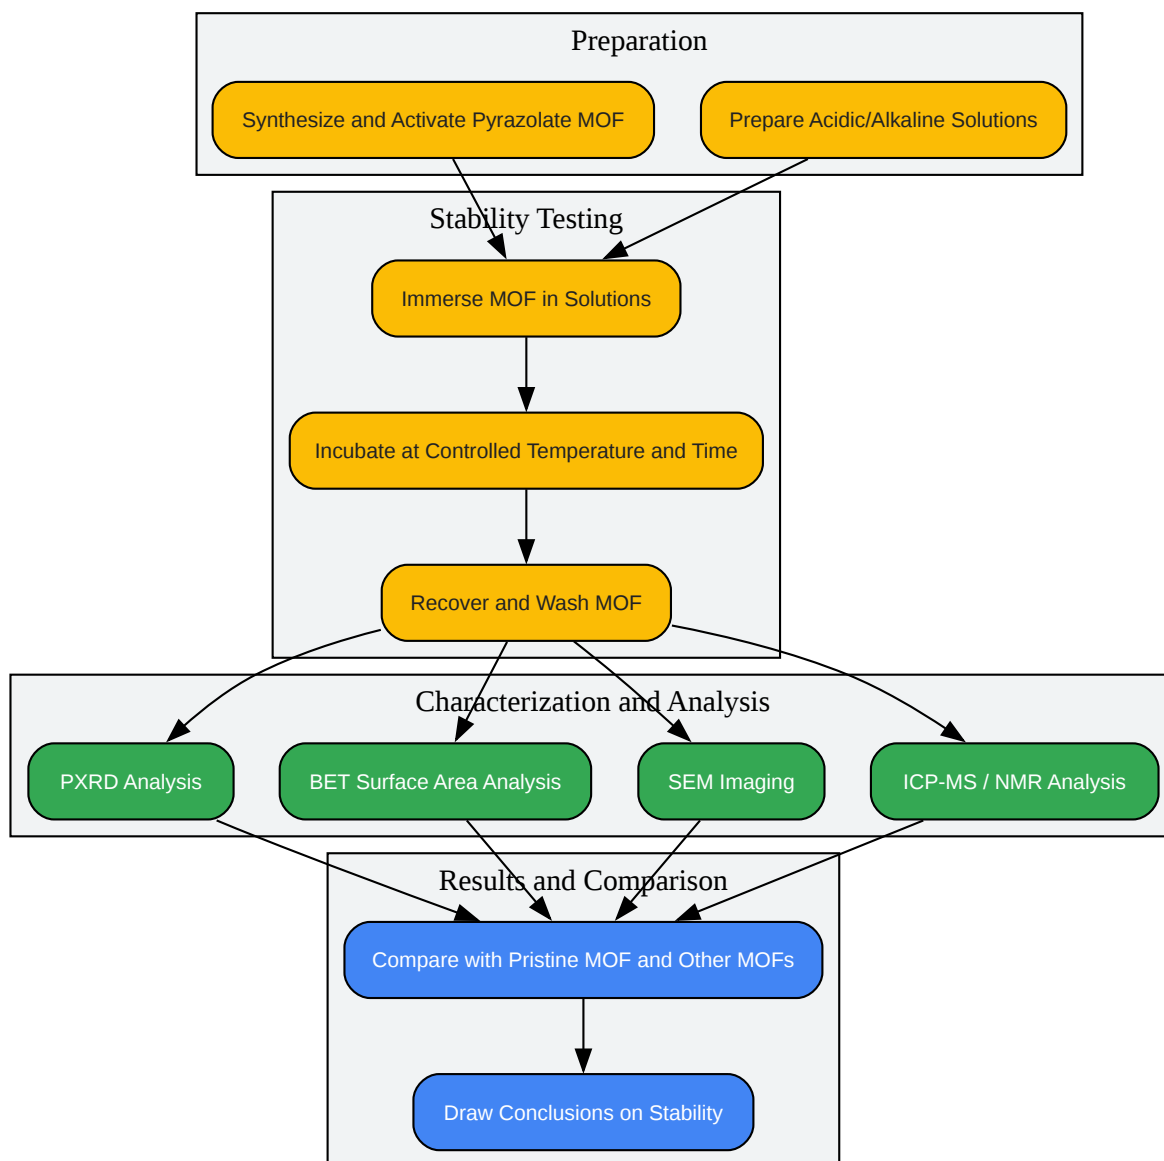 Preparation
Synthesize and Activate Pyrazolate MOF
Prepare Acidic/Alkaline Solutions
Stability Testing
Immerse MOF in Solutions
Incubate at Controlled Temperature and Time
Recover and Wash MOF
Characterization and Analysis
PXRD Analysis
BET Surface Area Analysis
SEM Imaging
ICP-MS / NMR Analysis
Results and Comparison
Compare with Pristine MOF and Other MOFs
Draw Conclusions on Stability